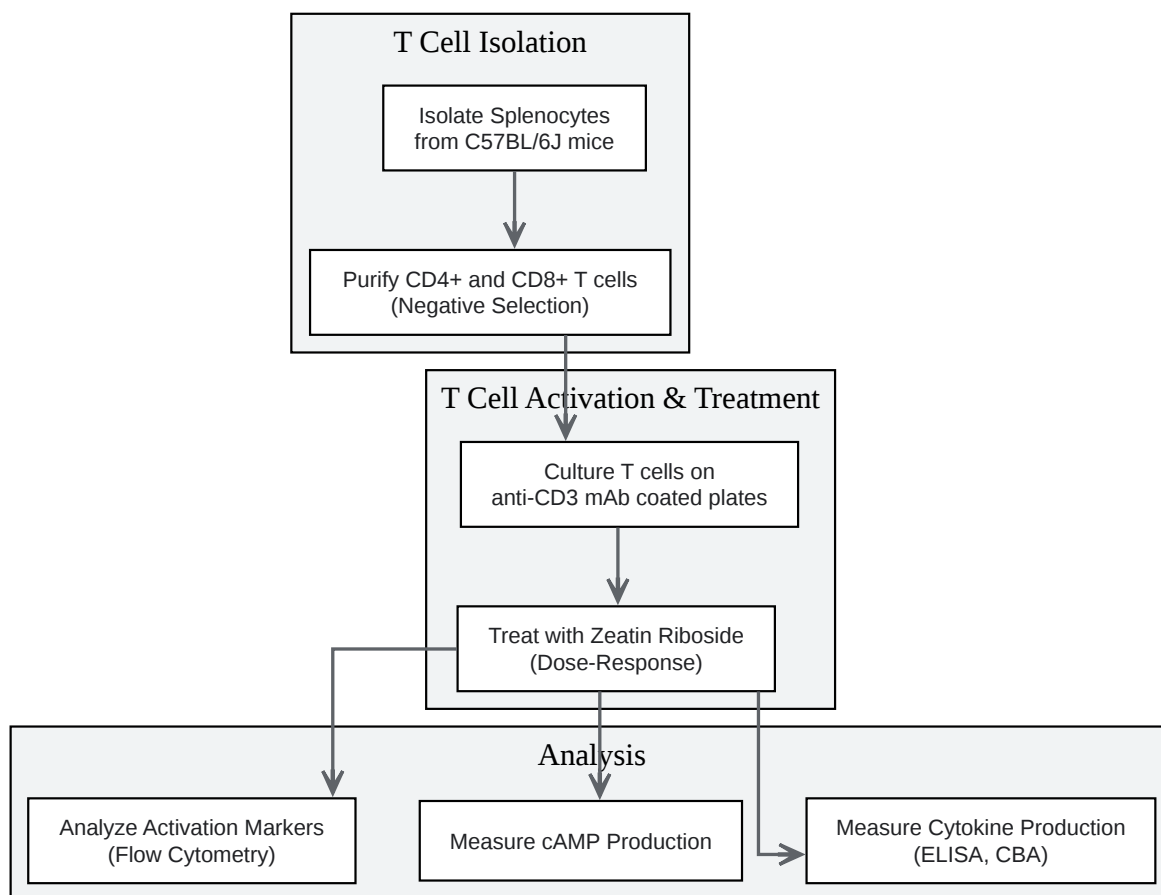 T Cell Isolation
Isolate Splenocytes
from C57BL/6J mice
Purify CD4+ and CD8+ T cells
(Negative Selection)
T Cell Activation & Treatment
Culture T cells on
anti-CD3 mAb coated plates
Treat with Zeatin Riboside
(Dose-Response)
Analysis
Analyze Activation Markers
(Flow Cytometry)
Measure cAMP Production
Measure Cytokine Production
(ELISA, CBA)